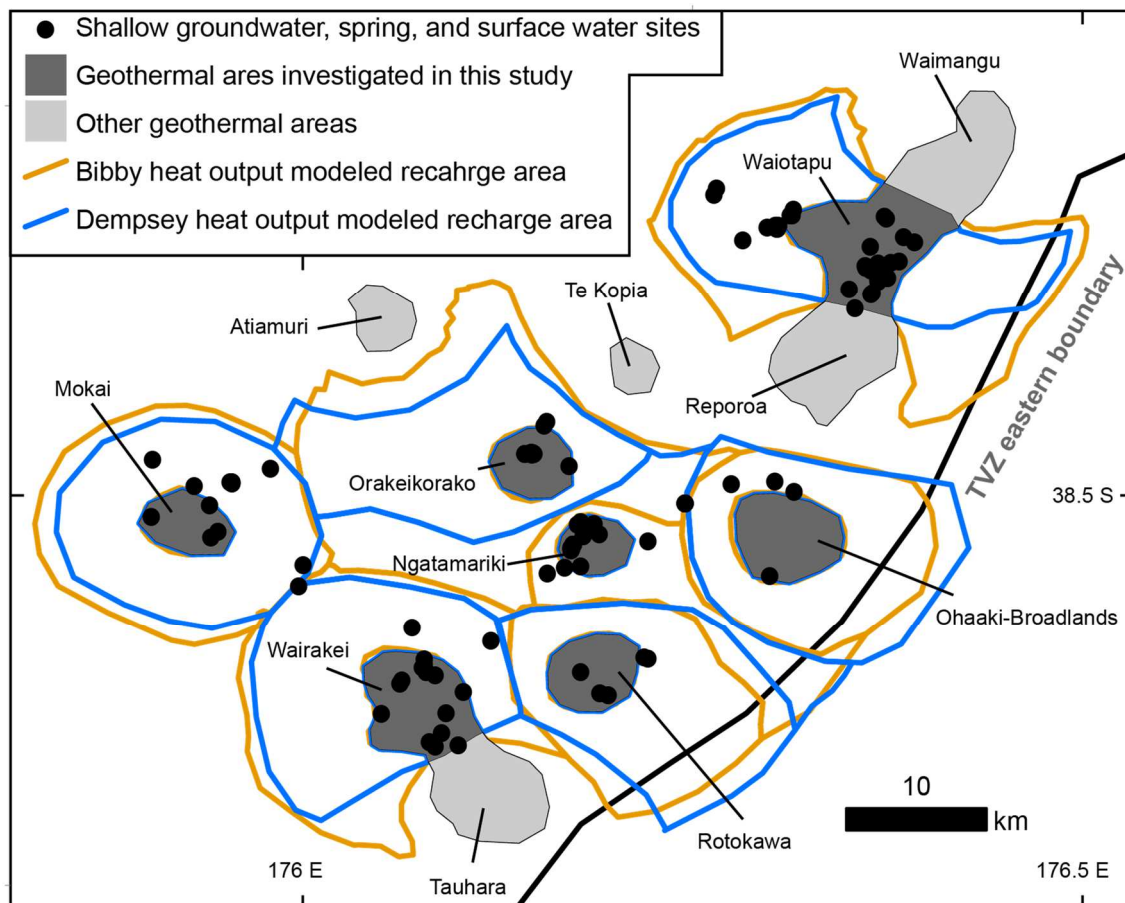 Shallow groundwater, spring, and surface water sites
Geothermal ares investigated in this study
Other geothermal areas
Bibby heat output modeled recahrge area
Dempsey heat output modeled recharge area
Waimangu
Waiotapu
Te Kopia
Atiamuri
Mokai
Reporoa
TVZ eastern boundary
Orakeikorako
38.5 S
Ngatamariki
Ohaaki-Broadlands
Wairakei
10
km
Rotokawa
176 E
176.5 E
Tauhara